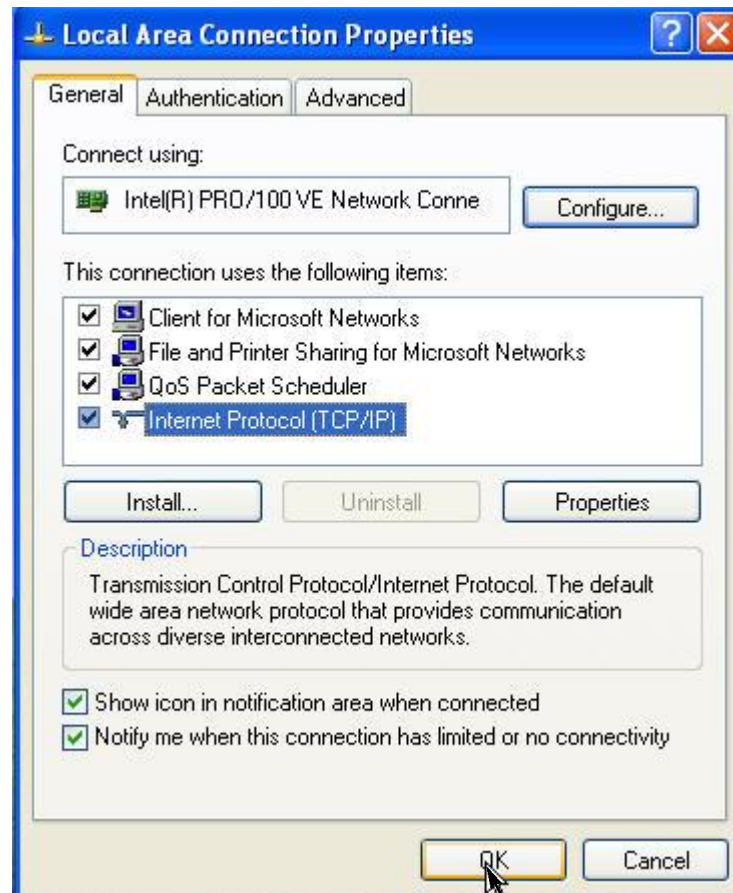 Local Area Connection Properties
General Authentication Advanced
Connect using:
Intel(R) PRO/100 VE Network Conne
Configure...
This connection uses the following items:
Client for Microsoft Networks
File and Printer Sharing for Microsoft Networks
QoS Packet Scheduler
Internet Protocol (TCP/IP)
Install... Uninstall Properties
Description
Transmission Control Protocol/Internet Protocol. The default
wide area network protocol that provides communication
across diverse interconnected networks.
Show icon in notification area when connected
Notify me when this connection has limited or no connectivity
OK Cancel